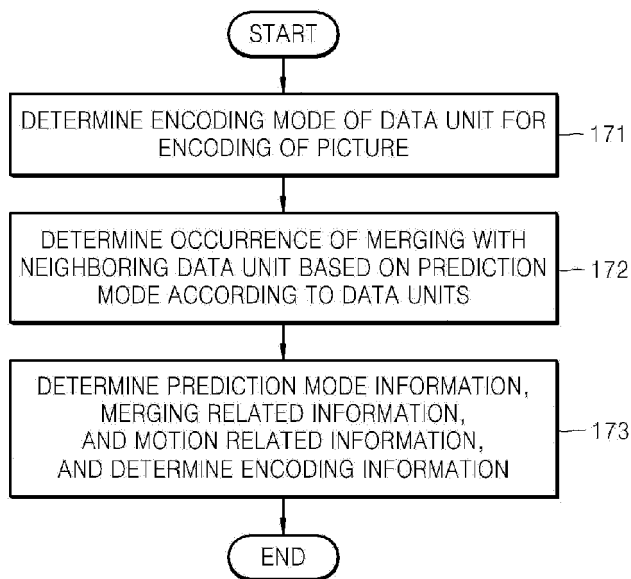 START
DETERMINE ENCODING MODE OF DATA UNIT FOR
ENCODING OF PICTURE
171
DETERMINE OCCURRENCE OF MERGING WITH
NEIGHBORING DATA UNIT BASED ON PREDICTION
MODE ACCORDING TO DATA UNITS
172
DETERMINE PREDICTION MODE INFORMATION,
MERGING RELATED INFORMATION,
AND MOTION RELATED INFORMATION,
AND DETERMINE ENCODING INFORMATION
173
END